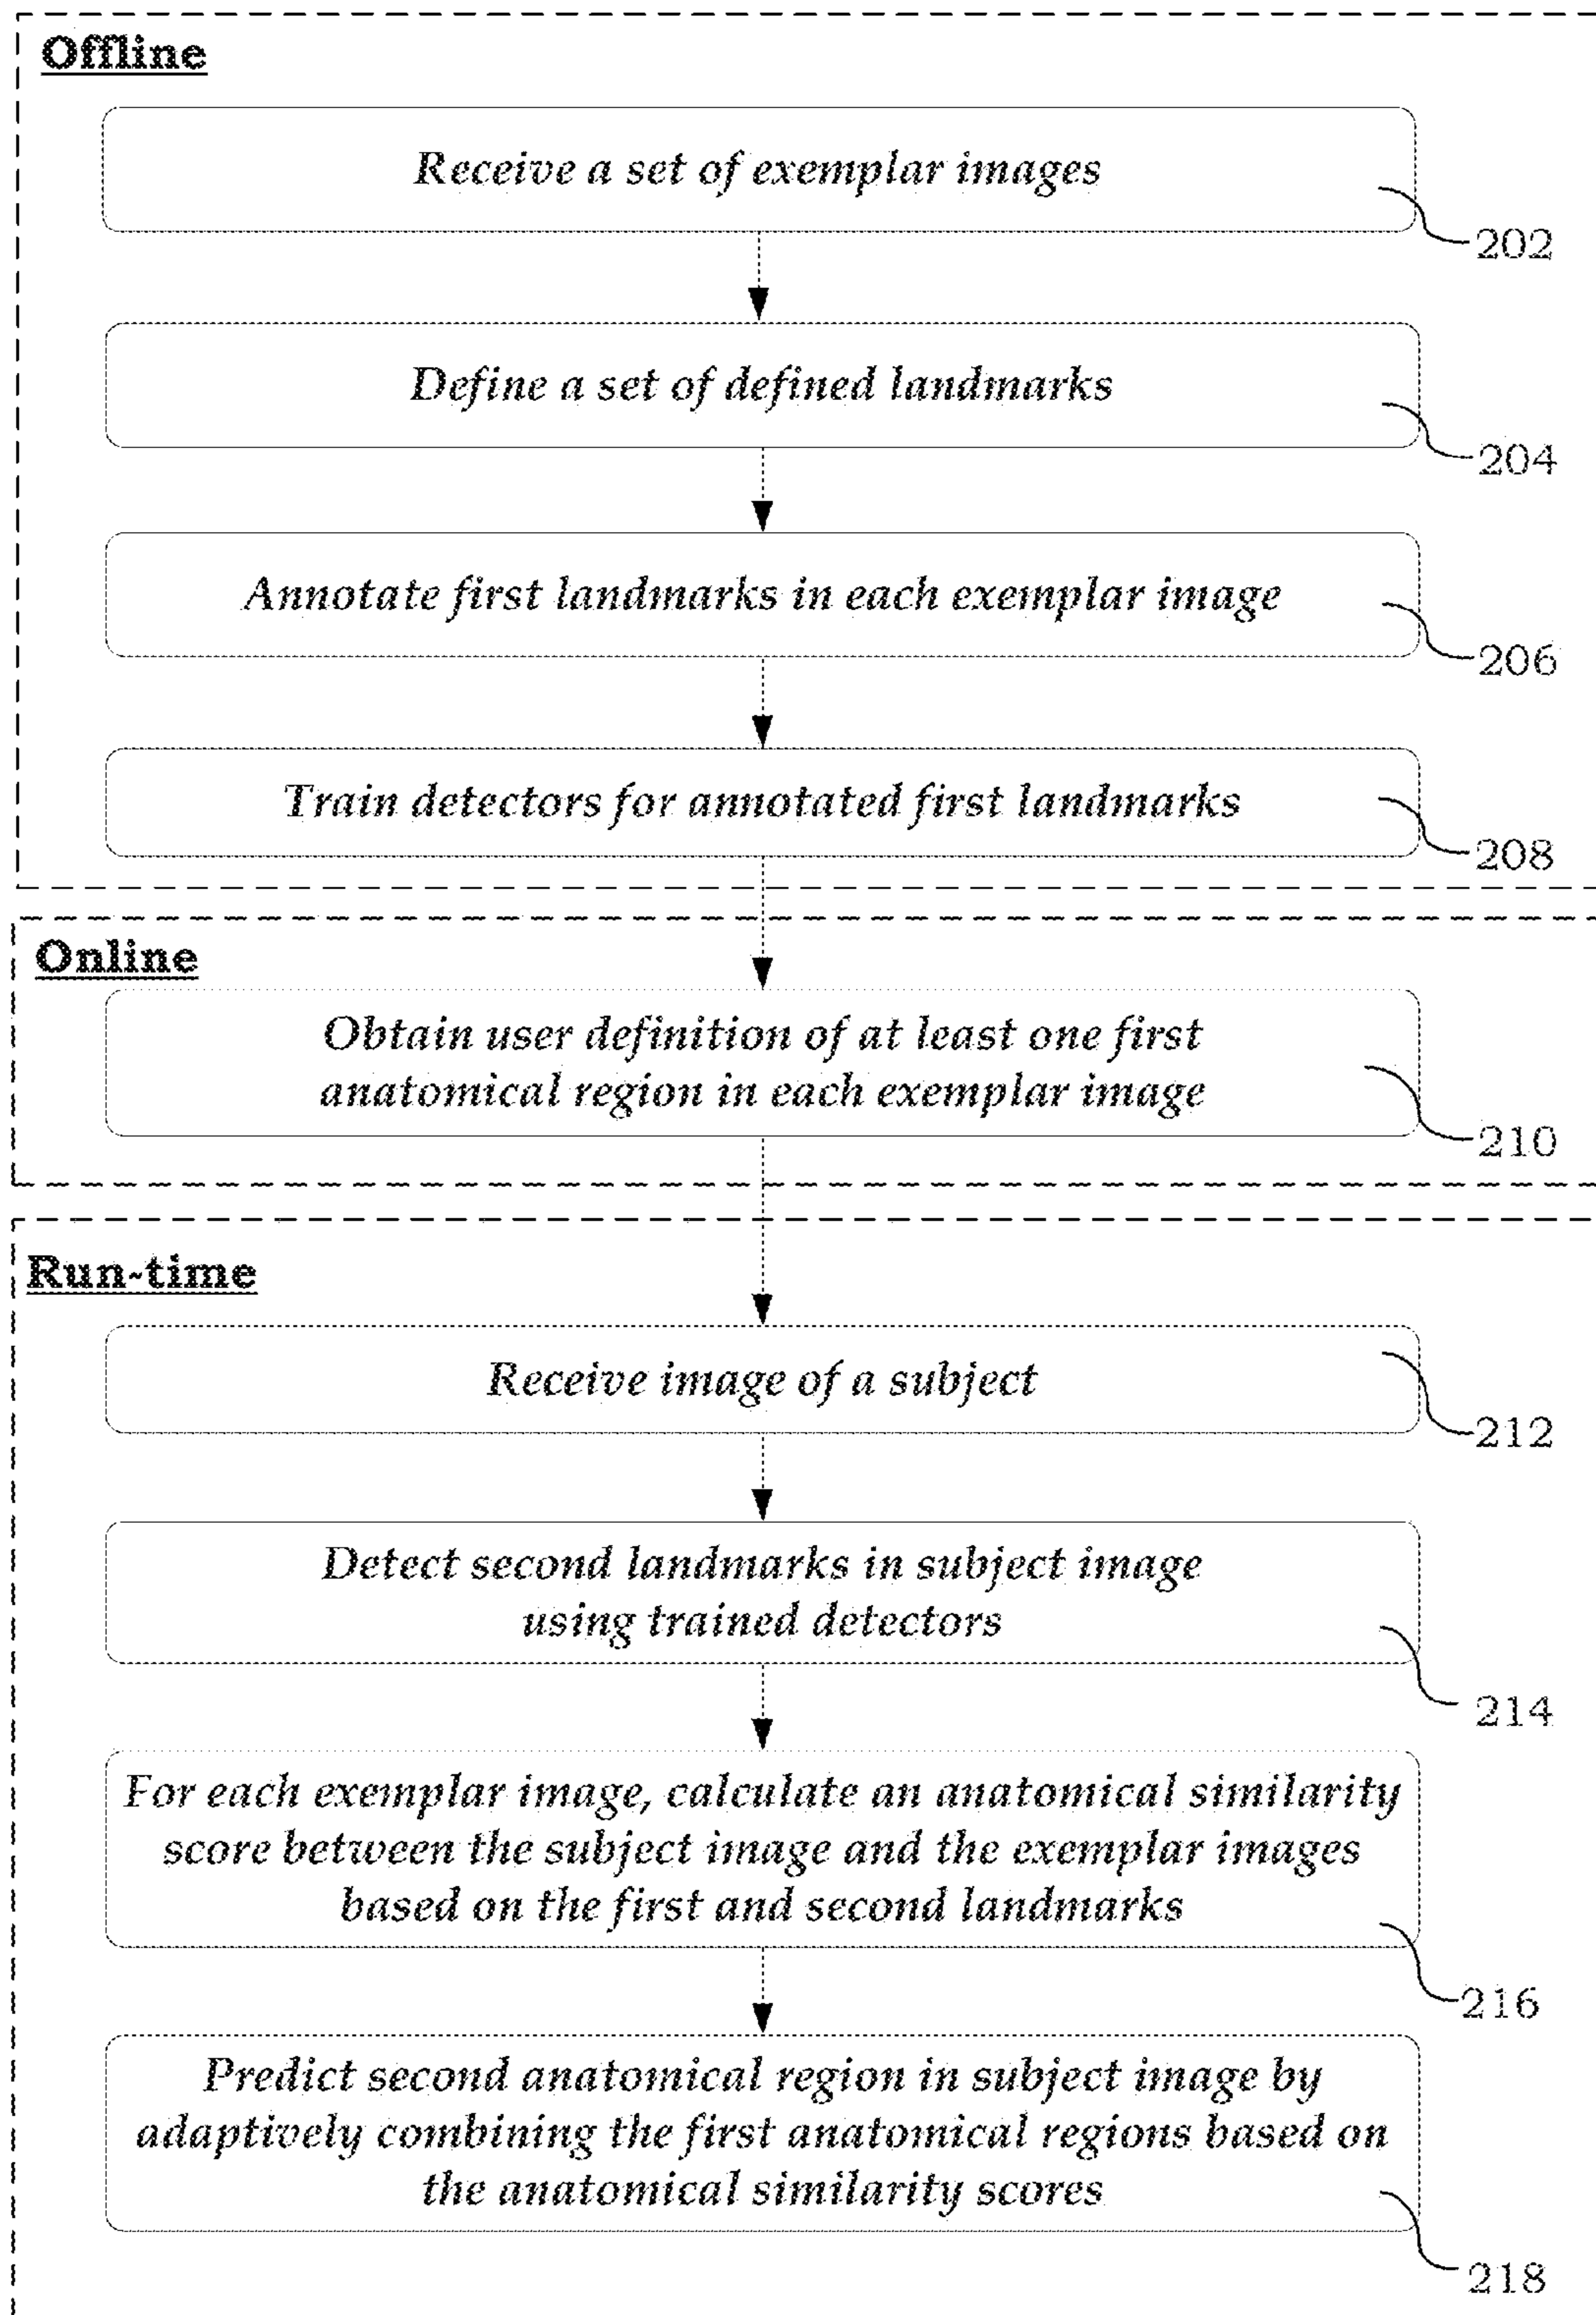 Offline
Receive a set of exemplar images
202
Define a set of defined landmarks
204
Annotate first landmarks in each exemplar image
206
Train detectors for annotated first landmarks
208
Online
Obtain user definition of at least one first
anatomical region in each exemplar image
210
Run-time
Receive image of a subject
212
Detect second landmarks in subject image
using trained detectors
214
For each exemplar image, calculate an anatomical similarity
score between the subject image and the exemplar images
based on the first and second landmarks
216
Predict second anatomical region in subject image by
adaptively combining the first anatomical regions based on
the anatomical similarity scores
218